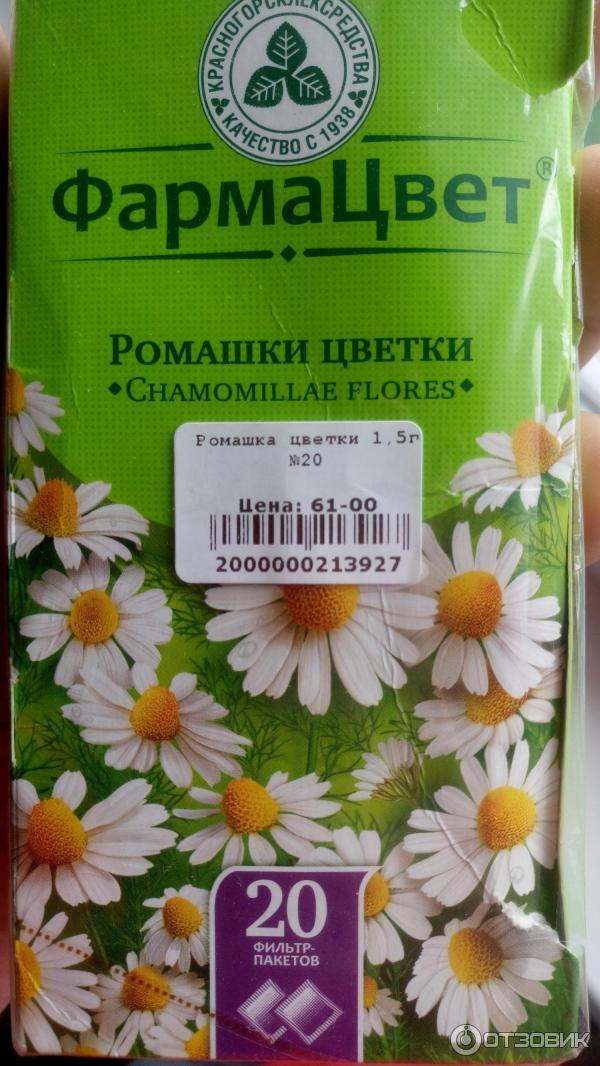 КРАСНОГОРСКЛЕКСРЕДСТВА
КАЧЕСТВО С 1938
ФармаЦвет®
РОМАШКИ ЦВЕТКИ
CHAMOMILLAE FLORES
Ромашка цветки 1,5г
№20
Цена: 61-00
2000000213927
20
ФИЛЬТР-
ПАКЕТОВ
ОТЗОВИК